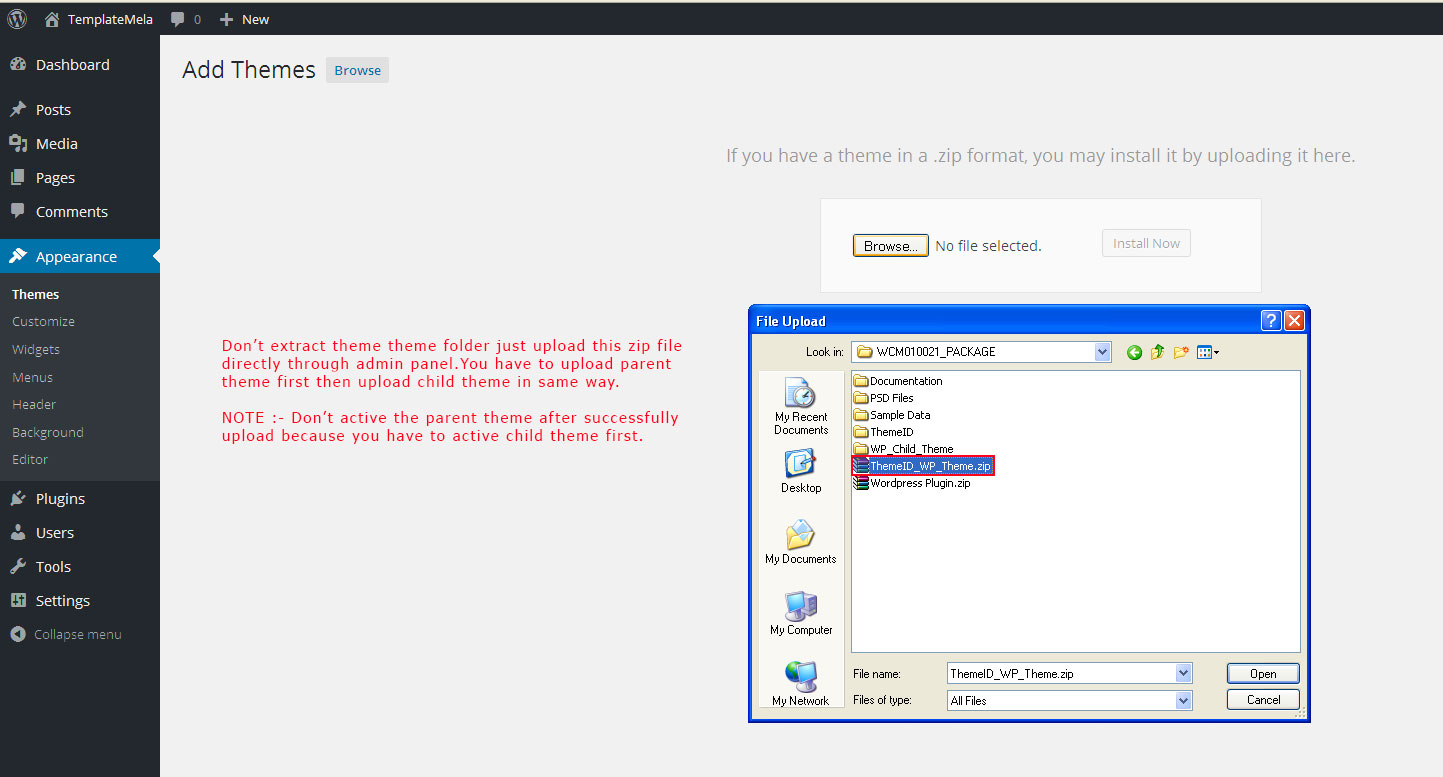 TemplateMela 0 New
Dashboard
Posts
Media
Pages
Comments
Appearance
Themes
Customize
Widgets
Menus
Header
Background
Editor
Plugins
Users
Tools
Settings
Collapse menu
Add Themes Browse
If you have a theme in a .zip format, you may install it by uploading it here.
Browse... No file selected. Install Now
Don't extract theme theme folder just upload this zip file
directly through admin panel.You have to upload parent
theme first then upload child theme in same way.
NOTE :- Don't active the parent theme after successfully
upload because you have to active child theme first.
File Upload
Look in: WCM010021_PACKAGE
My Recent
Documents
Desktop
My Documents
My Computer
My Network
Documentation
PSD Files
Sample Data
ThemeID
WP_Child_Theme
ThemeID_WP_Theme.zip
Wordpress Plugin.zip
File name: ThemeID_WP_Theme.zip Open
Files of type: All Files Cancel